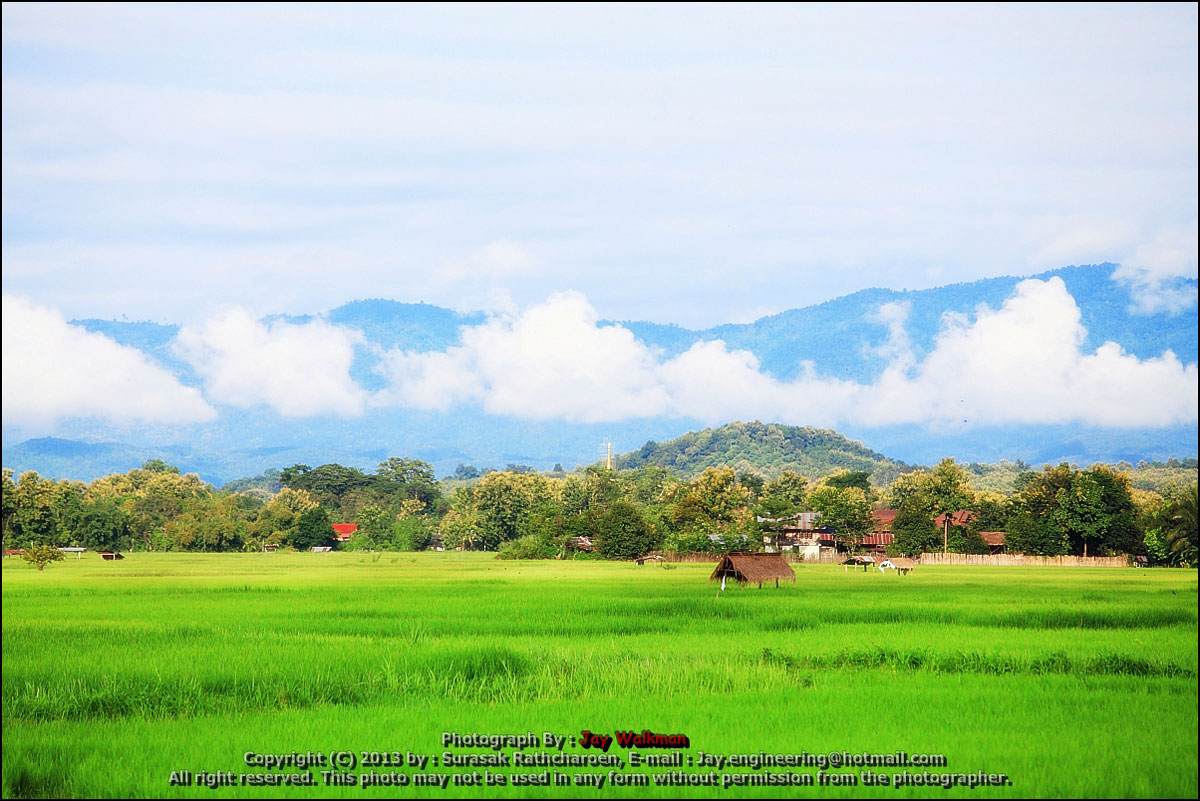 Photograph By : Jay Walkman
Copyright (C) 2013 by : Surasak Rathcharoen, E-mail : Jay.engineering@hotmail.com
All right reserved. This photo may not be used in any form without permission from the photographer.